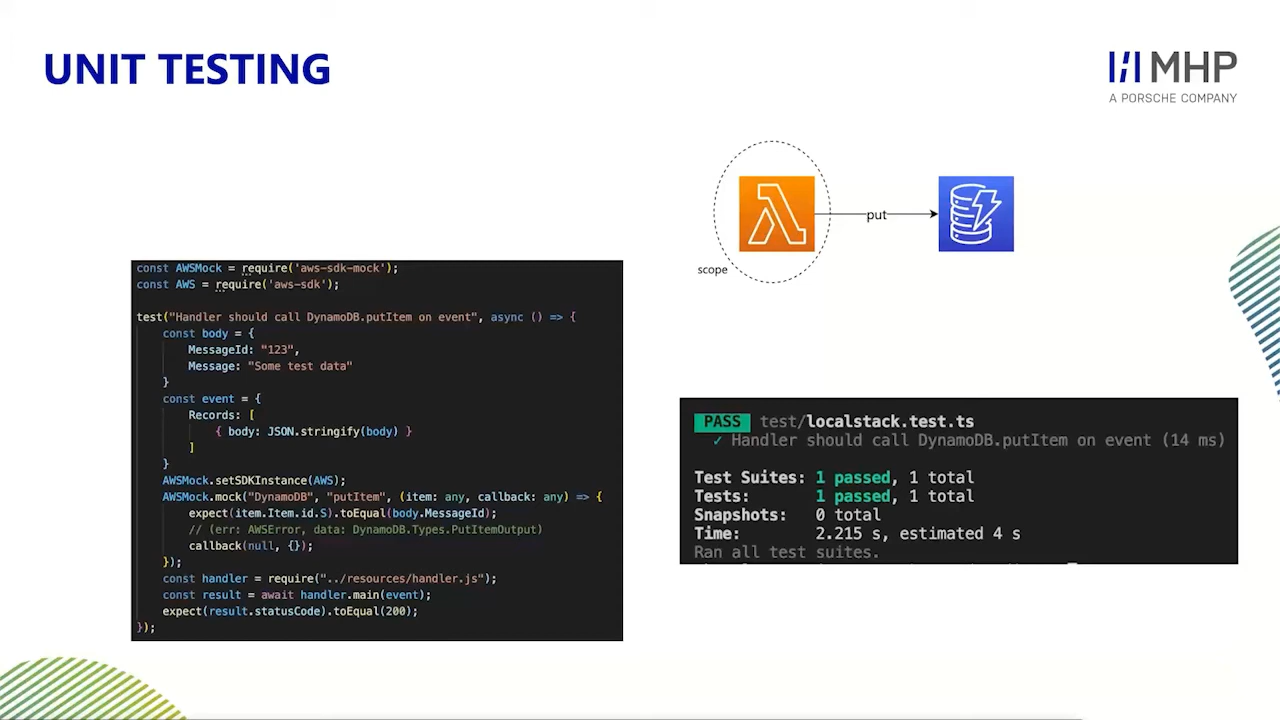 UNIT TESTING
MHP
A PORSCHE COMPANY
put
scope
const AWSMock = require('aws-sdk-mock');
const AWS = require('aws-sdk');
test("Handler should call DynamoDB.putItem on event", async () => {
const body = {
MessageId: "123",
Message: "Some test data"
}
const event = {
Records: [
{ body: JSON.stringify(body) }
]
}
AWSMock.setSDKInstance(AWS);
AWSMock.mock("DynamoDB", "putItem", (item: any, callback: any) => {
expect(item.Item.id.S).toEqual(body.MessageId);
// (err: AWSError, data: DynamoDB.Types.PutItemOutput)
callback(null, {});
});
const handler = require("../resources/handler.js");
const result = await handler.main(event);
expect(result.statusCode).toEqual(200);
});
PASS test/localstack.test.ts
✓ Handler should call DynamoDB.putItem on event (14 ms)
Test Suites: 1 passed, 1 total
Tests: 1 passed, 1 total
Snapshots: 0 total
Time: 2.215 s, estimated 4 s
Ran all test suites.